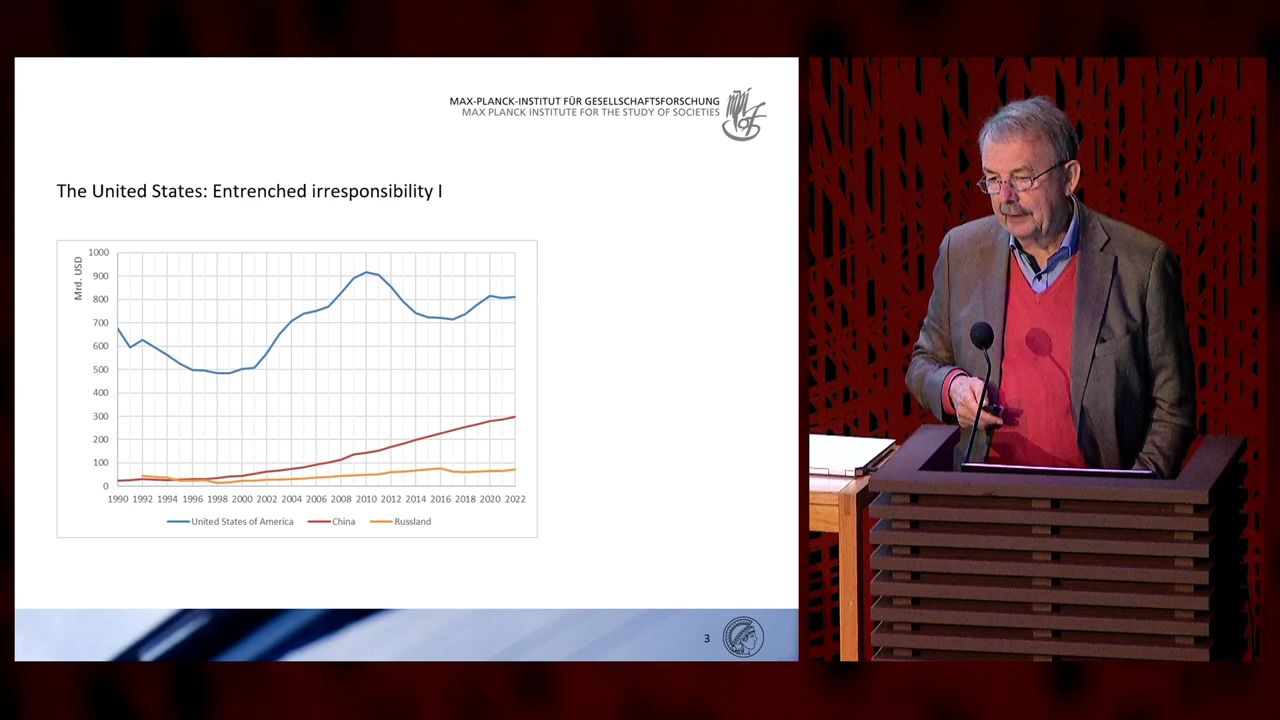 MAX-PLANCK-INSTITUT FÜR GESELLSCHAFTSFORSCHUNG
MAX PLANCK INSTITUTE FOR THE STUDY OF SOCIETIES
The United States: Entrenched irresponsibility I
Mrd. USD
1000
900
800
700
600
500
400
300
200
100
0
1990 1992 1994 1996 1998 2000 2002 2004 2006 2008 2010 2012 2014 2016 2018 2020 2022
United States of America China Russland
3